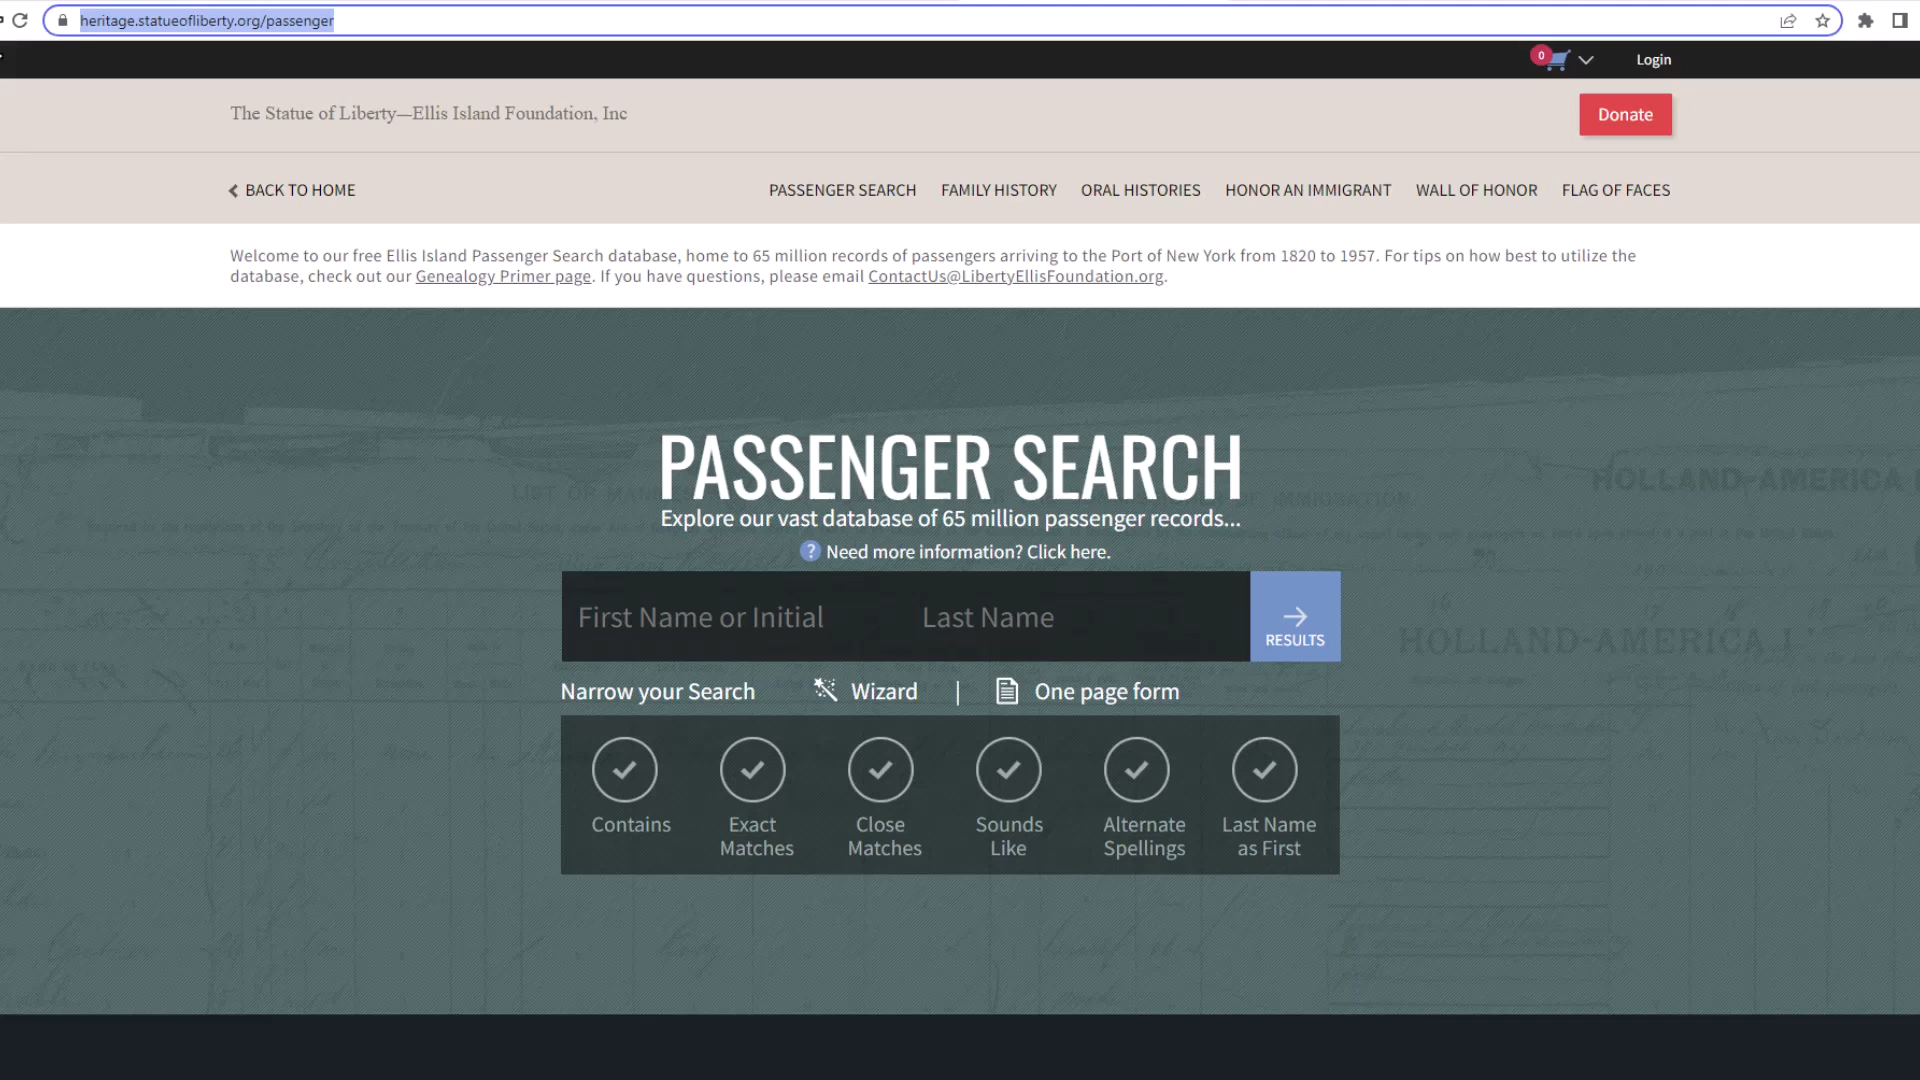 heritage.statueofliberty.org/passenger
0
Login
The Statue of Liberty—Ellis Island Foundation, Inc
Donate
BACK TO HOME
PASSENGER SEARCH
FAMILY HISTORY
ORAL HISTORIES
HONOR AN IMMIGRANT
WALL OF HONOR
FLAG OF FACES
Welcome to our free Ellis Island Passenger Search database, home to 65 million records of passengers arriving to the Port of New York from 1820 to 1957. For tips on how best to utilize the
database, check out our Genealogy Primer page. If you have questions, please email ContactUs@LibertyEllisFoundation.org.
HOLLAND-AMERICA
PASSENGER SEARCH
Explore our vast database of 65 million passenger records...
? Need more information? Click here.
First Name or Initial
Last Name
RESULTS
HOLLAND-AMERICA
Narrow your Search
Wizard
|
One page form
Contains
Exact
Matches
Close
Matches
Sounds
Like
Alternate
Spellings
Last Name
as First